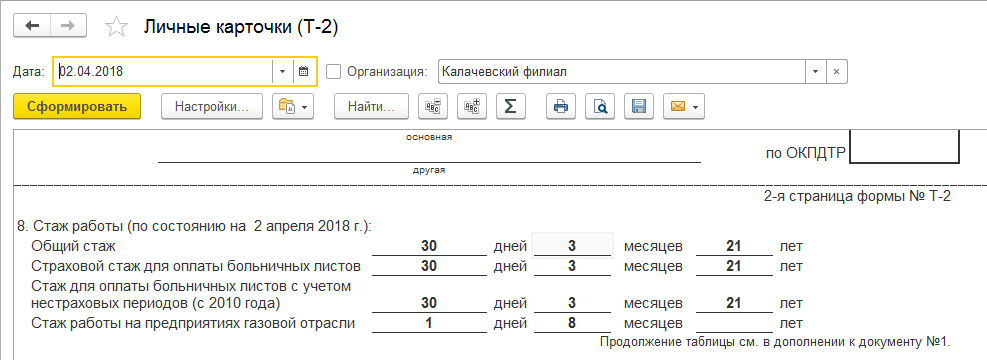 Личные карточки (Т-2)
Дата: 02.04.2018 Организация: Калачевский филиал
Сформировать Настройки... Найти...
основная
по ОКПДТР
другая
2-я страница формы № Т-2
8. Стаж работы (по состоянию на 2 апреля 2018 г.):
Общий стаж 30 дней 3 месяцев 21 лет
Страховой стаж для оплаты больничных листов 30 дней 3 месяцев 21 лет
Стаж для оплаты больничных листов с учетом
нестраховых периодов (с 2010 года) 30 дней 3 месяцев 21 лет
Стаж работы на предприятиях газовой отрасли 1 дней 8 месяцев лет
Продолжение таблицы см. в дополнении к документу №1.